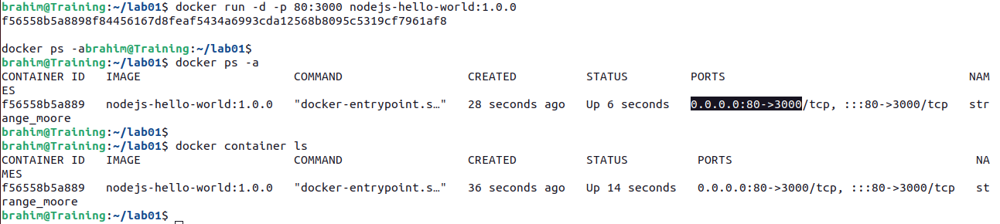 brahim@Training:~/lab01$ docker run -d -p 80:3000 nodejs-hello-world:1.0.0
f56558b5a8898f84456167d8feaf5434a6993cda12568b8095c5319cf7961af8
docker ps -abrahim@Training:~/lab01$
brahim@Training:~/lab01$ docker ps -a
CONTAINER ID   IMAGE                      COMMAND                  CREATED          STATUS         PORTS                                   NAM
ES
f56558b5a889   nodejs-hello-world:1.0.0   "docker-entrypoint.s…"   28 seconds ago   Up 6 seconds   0.0.0.0:80->3000/tcp, :::80->3000/tcp   str
ange_moore
brahim@Training:~/lab01$
brahim@Training:~/lab01$ docker container ls
CONTAINER ID   IMAGE                      COMMAND                  CREATED          STATUS          PORTS                                   NA
MES
f56558b5a889   nodejs-hello-world:1.0.0   "docker-entrypoint.s…"   36 seconds ago   Up 14 seconds   0.0.0.0:80->3000/tcp, :::80->3000/tcp   st
range_moore
brahim@Training:~/lab01$